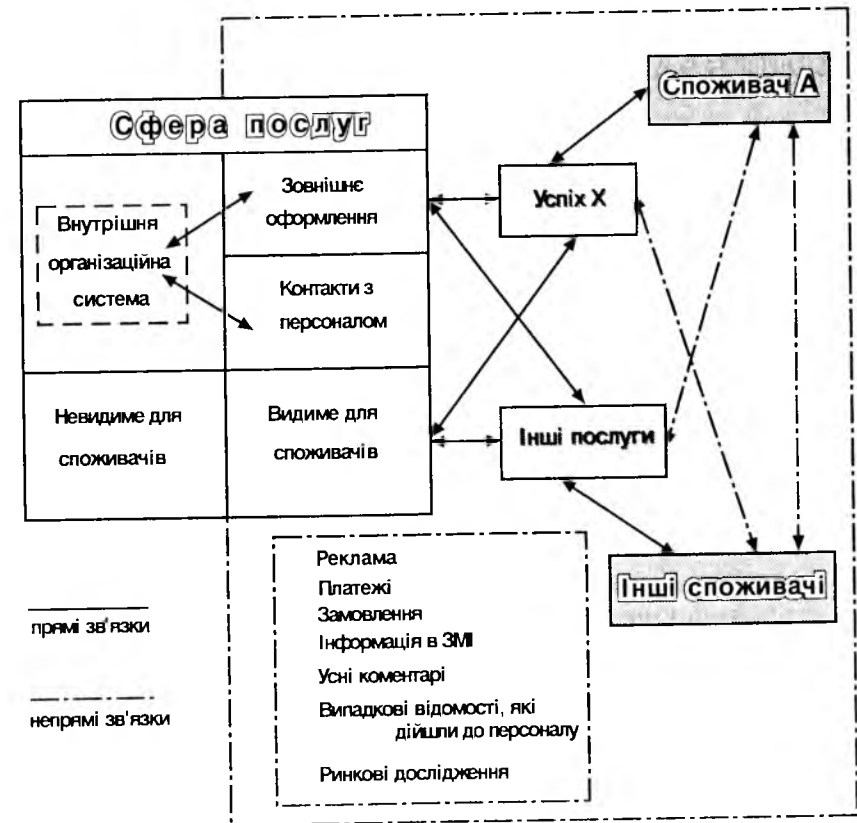 Споживач А
Сфера послуг
Зовнішнє
оформлення
Внутрішня
організаційна
система
Контакти з
персоналом
Успіх Х
Невидиме для
споживачів
Видиме для
споживачів
Інші послуги
Інші споживачі
Реклама
Платежі
Замовлення
Інформація в ЗМІ
Усні коментарі
Випадкові відомості, які
дійшли до персоналу
Ринкові дослідження
прямі зв'язки
непрямі зв'язки